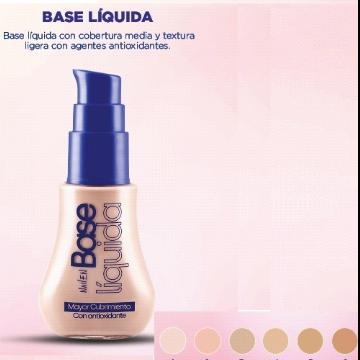 BASE LÍQUIDA
Base líquida con cobertura media y textura
ligera con agentes antioxidantes.
Base
líquida
Mayor Cubrimiento
Con antioxidante